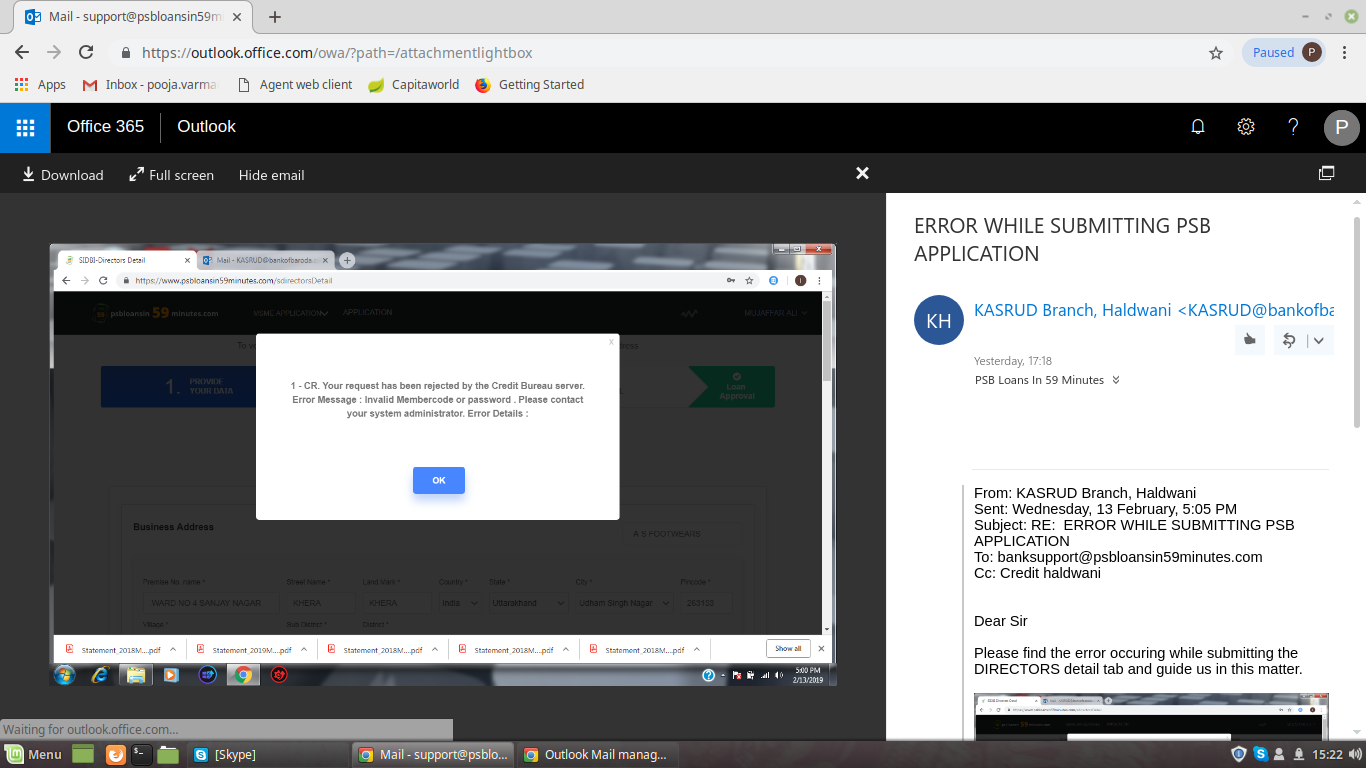 Mail - support@psbloansin59m
https://outlook.office.com/owa/?path=/attachmentlightbox
Paused
P
Apps
Inbox - pooja.varma
Agent web client
Capitaworld
Getting Started
Office 365
Outlook
?
P
Download
Full screen
Hide email
SIDBI-Directors Detail
Mail - KASRUD@bankofbaroda.
https://www.psbloansin59minutes.com/sdirectorsDetail
psbloansin 59 minutes.com
MSME APPLICATION
APPLICATION
MUJAFFAR ALI
1. PROVIDE
YOUR DATA
Loan
Approval
x
1 - CR. Your request has been rejected by the Credit Bureau server.
Error Message : Invalid Membercode or password . Please contact
your system administrator. Error Details :
OK
Business Address
A S FOOTWEARS
Premise No. name *
Street Name *
Land Mark *
Country *
State *
City *
Pincode *
WARD NO 4 SANJAY NAGAR
KHERA
KHERA
India
Uttarakhand
Udham Singh Nagar
Village *
Sub District *
District *
Statement_2018M....pdf
Statement_2019M....pdf
Statement_2018M....pdf
Statement_2018M....pdf
Statement_2018M....pdf
Show all
5:00 PM
2/13/2019
ERROR WHILE SUBMITTING PSB
APPLICATION
KH
KASRUD Branch, Haldwani <KASRUD@bankofba
Yesterday, 17:18
PSB Loans In 59 Minutes
From: KASRUD Branch, Haldwani
Sent: Wednesday, 13 February, 5:05 PM
Subject: RE: ERROR WHILE SUBMITTING PSB
APPLICATION
To: banksupport@psbloansin59minutes.com
Cc: Credit haldwani
Dear Sir
Please find the error occuring while submitting the
DIRECTORS detail tab and guide us in this matter.
Waiting for outlook.office.com...
Menu
[Skype]
Mail - support@psblo...
Outlook Mail manag...
15:22